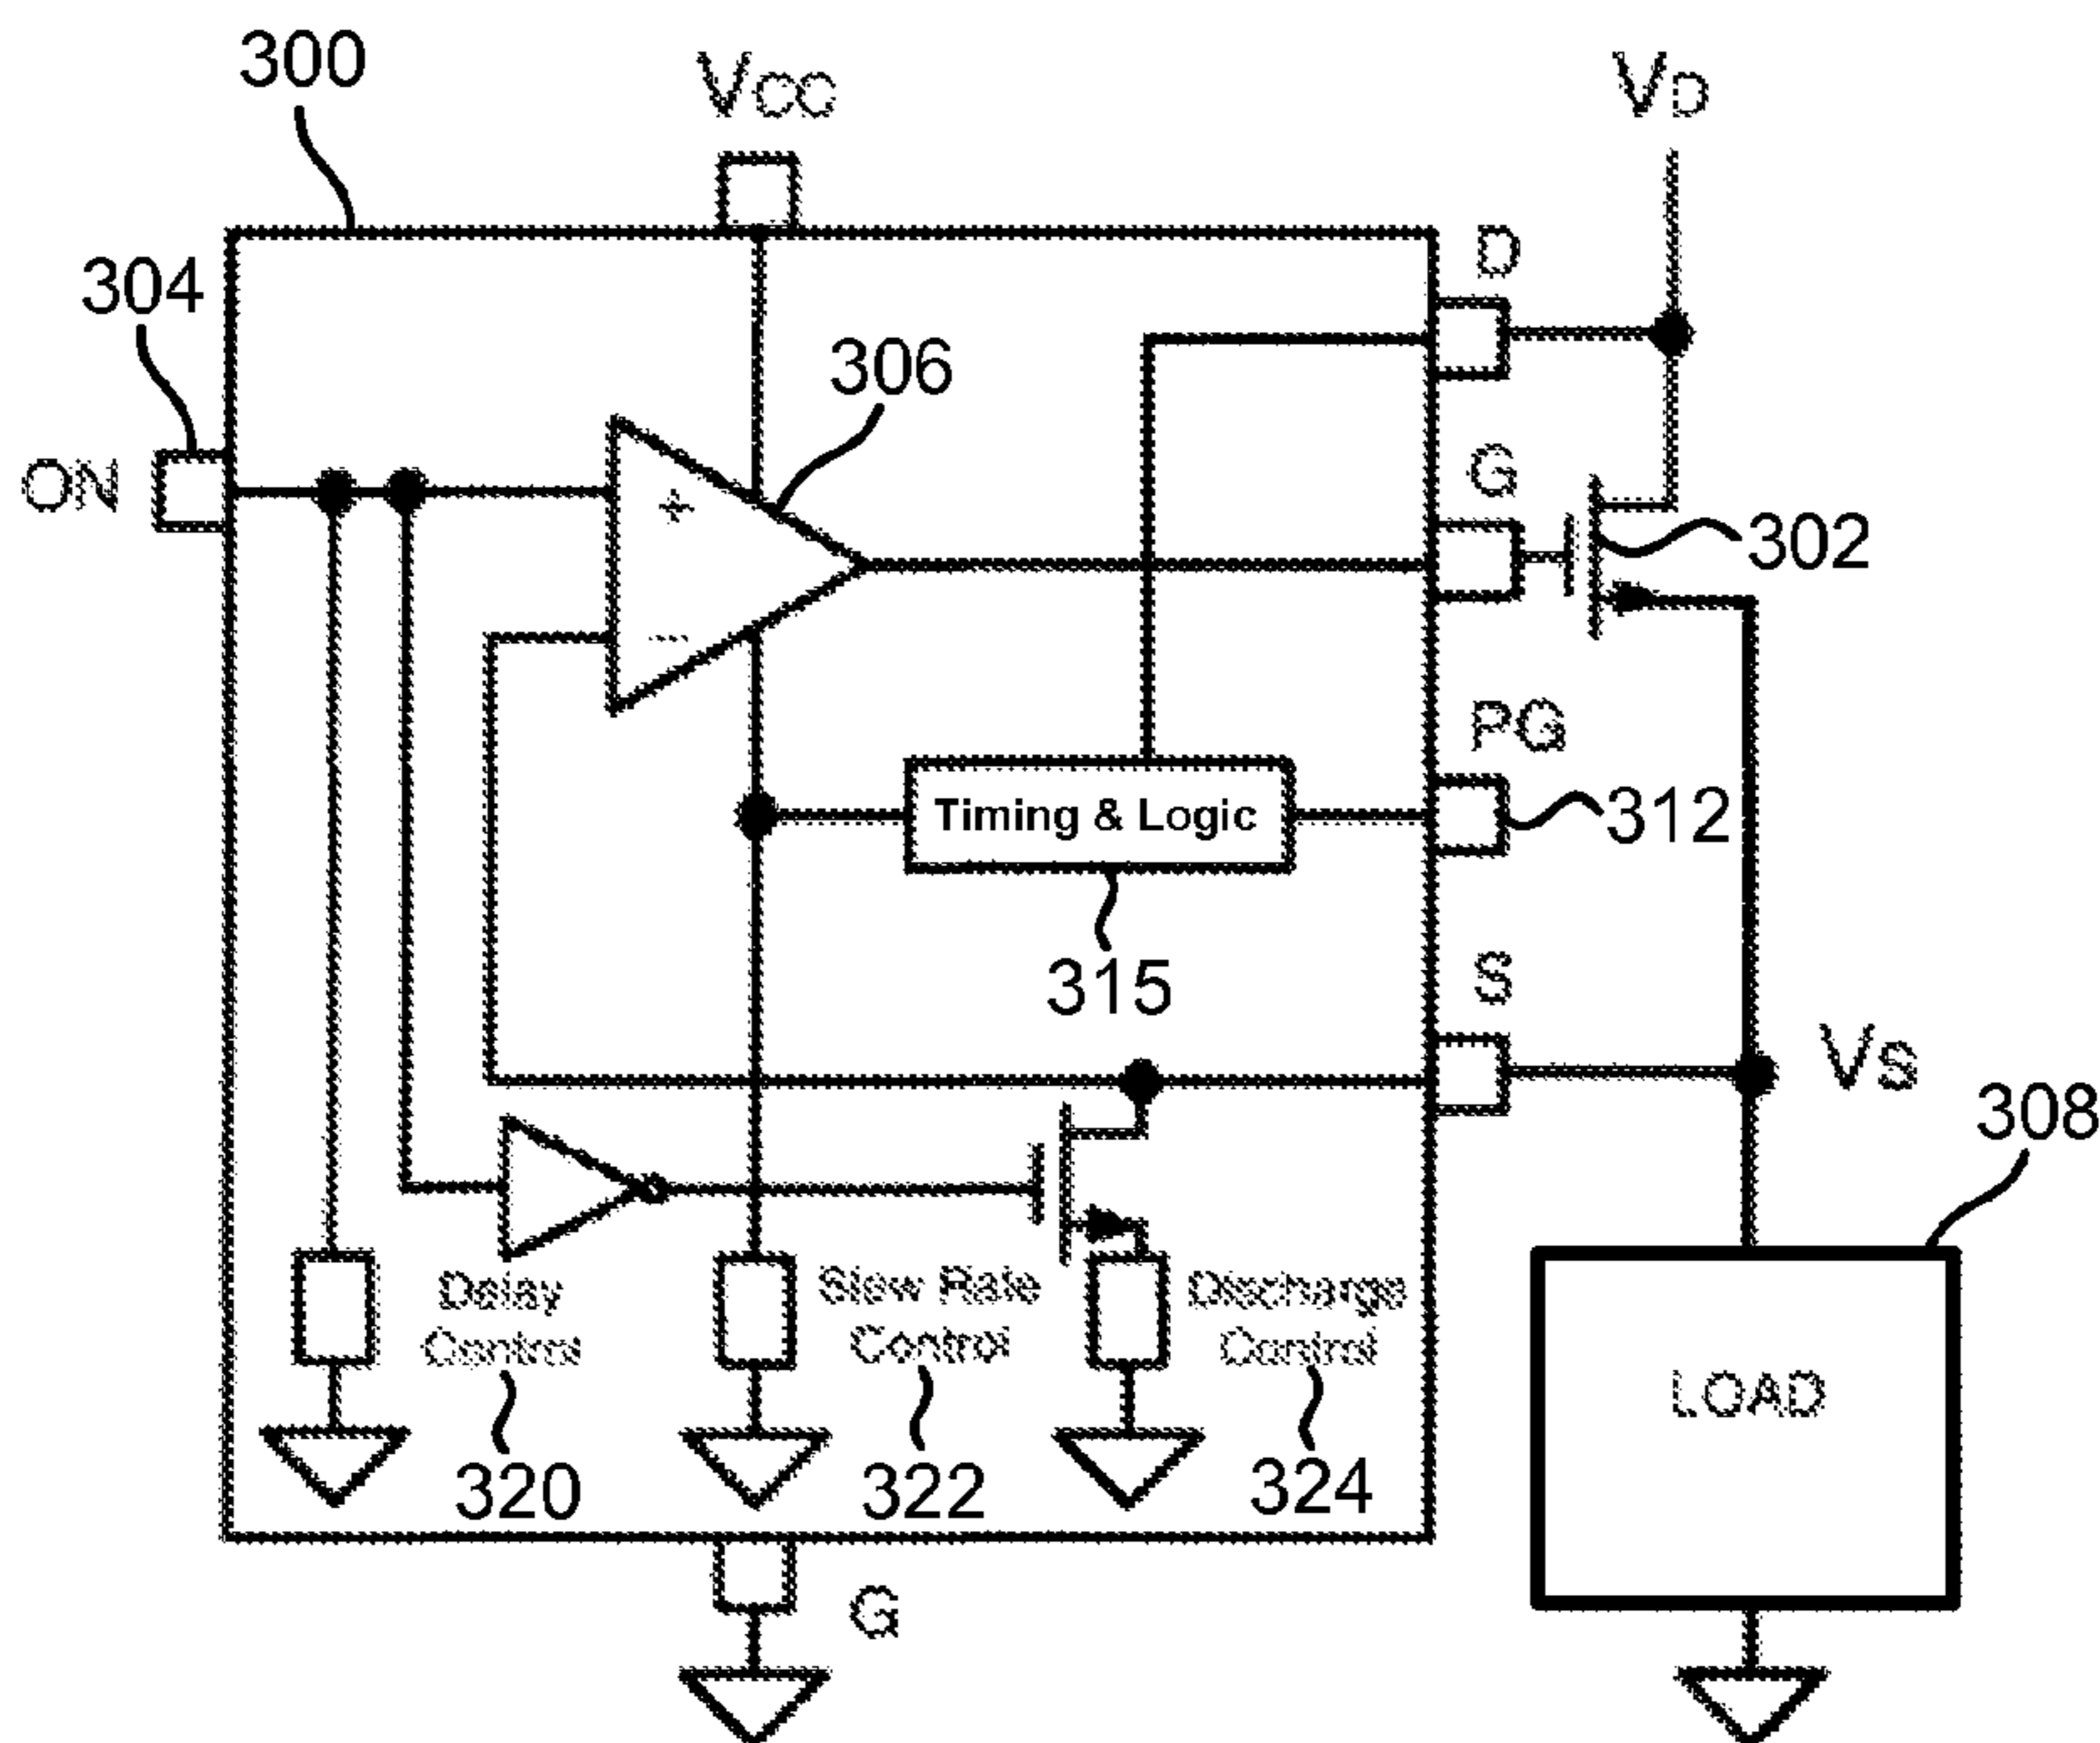 300
VCC
VD
304
D
306
ON
+
G
302
−
PG
Timing & Logic
312
315
S
VS
308
Delay
Control
Slew Rate
Control
Discharge
Control
LOAD
320
322
324
G